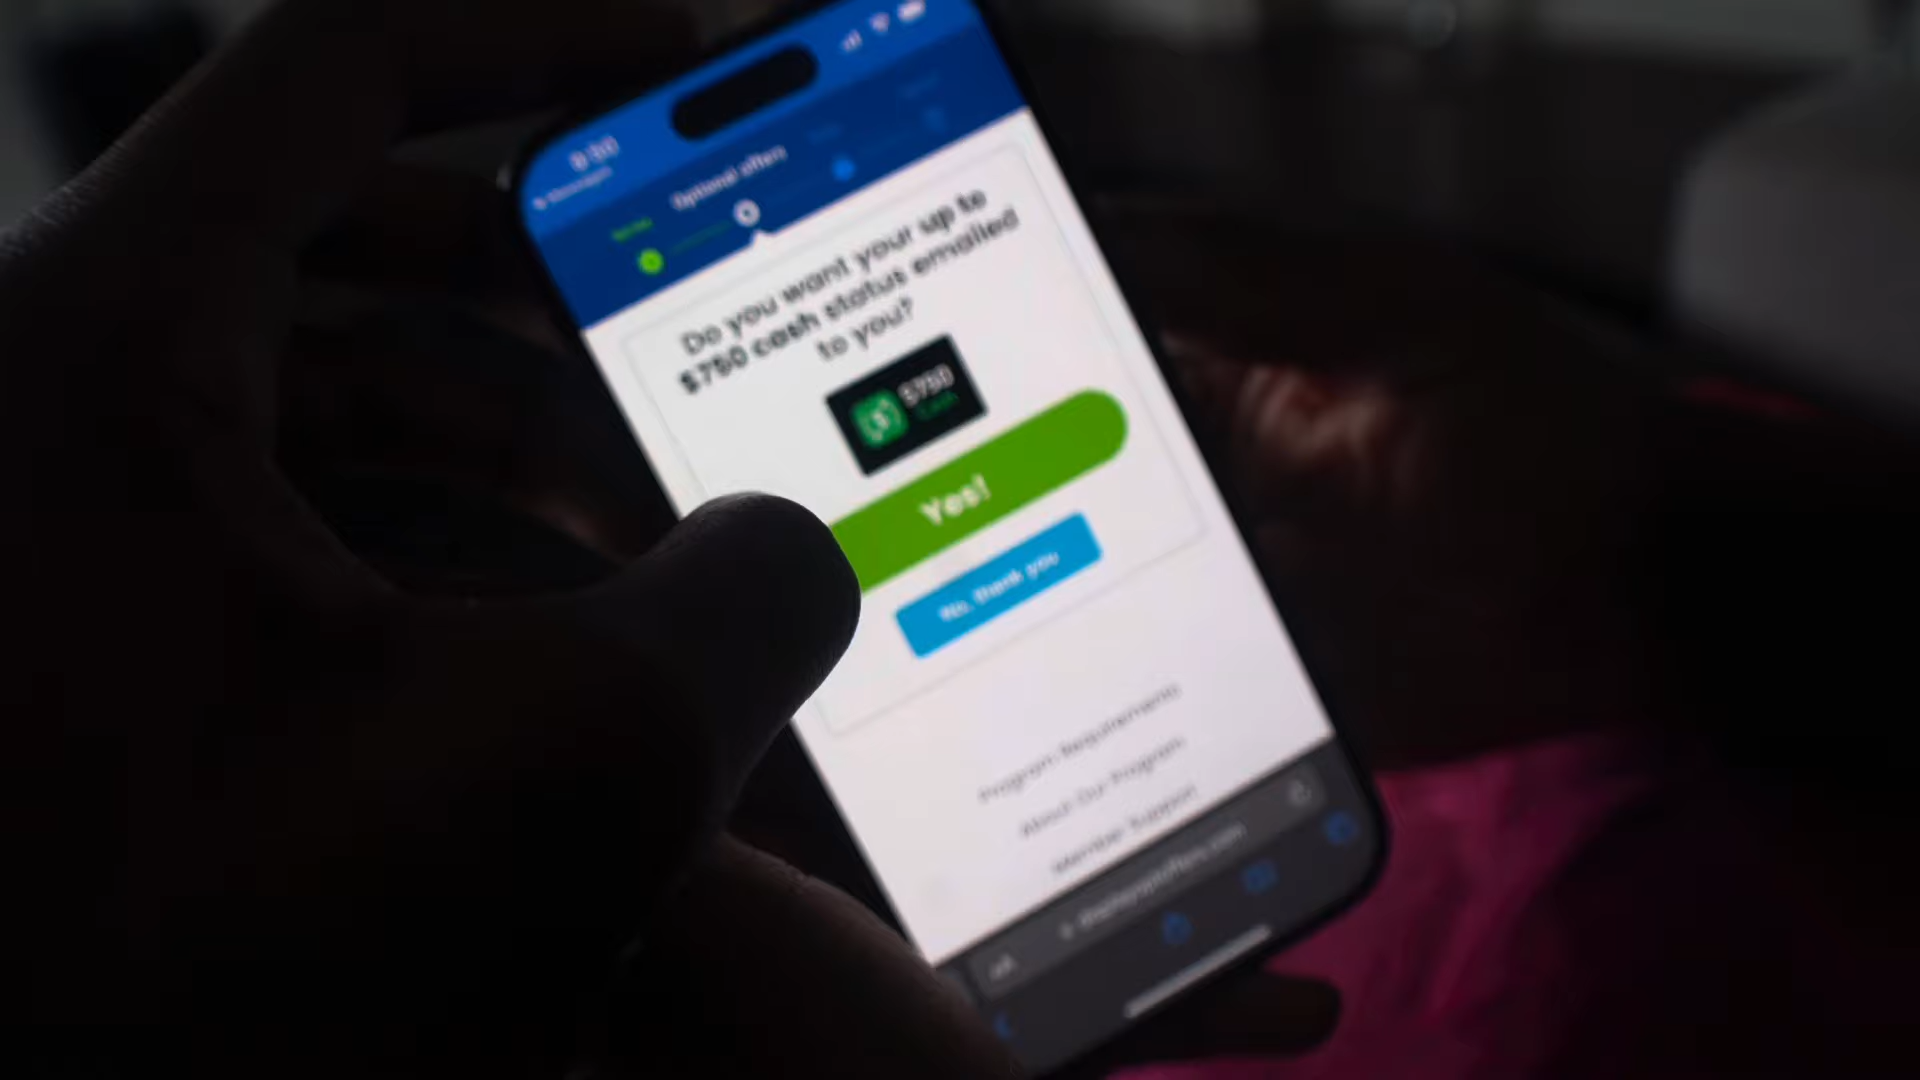 Optional offers
Do you want your up to
$750 cash status emailed
to you?
$750
Cash
Yes!
No, thank you
Program Requirements
About Our Program
Member Support